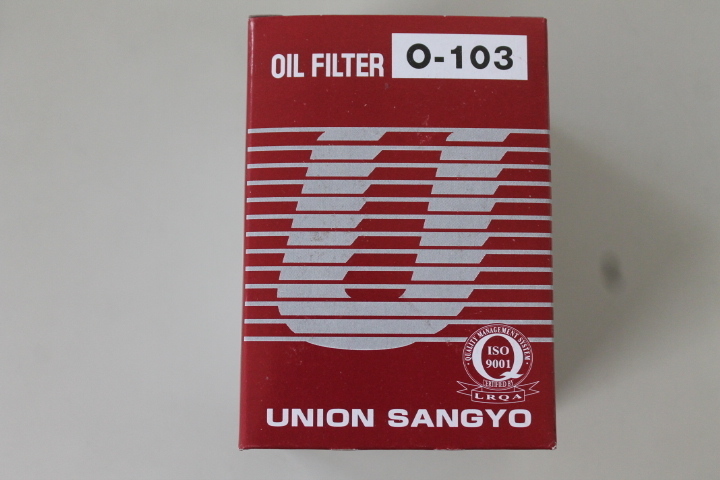 OIL FILTER O-103
QUALITY MANAGEMENT SYSTEM
ISO
9001
CERTIFIED BY
LRQA
UNION SANGYO